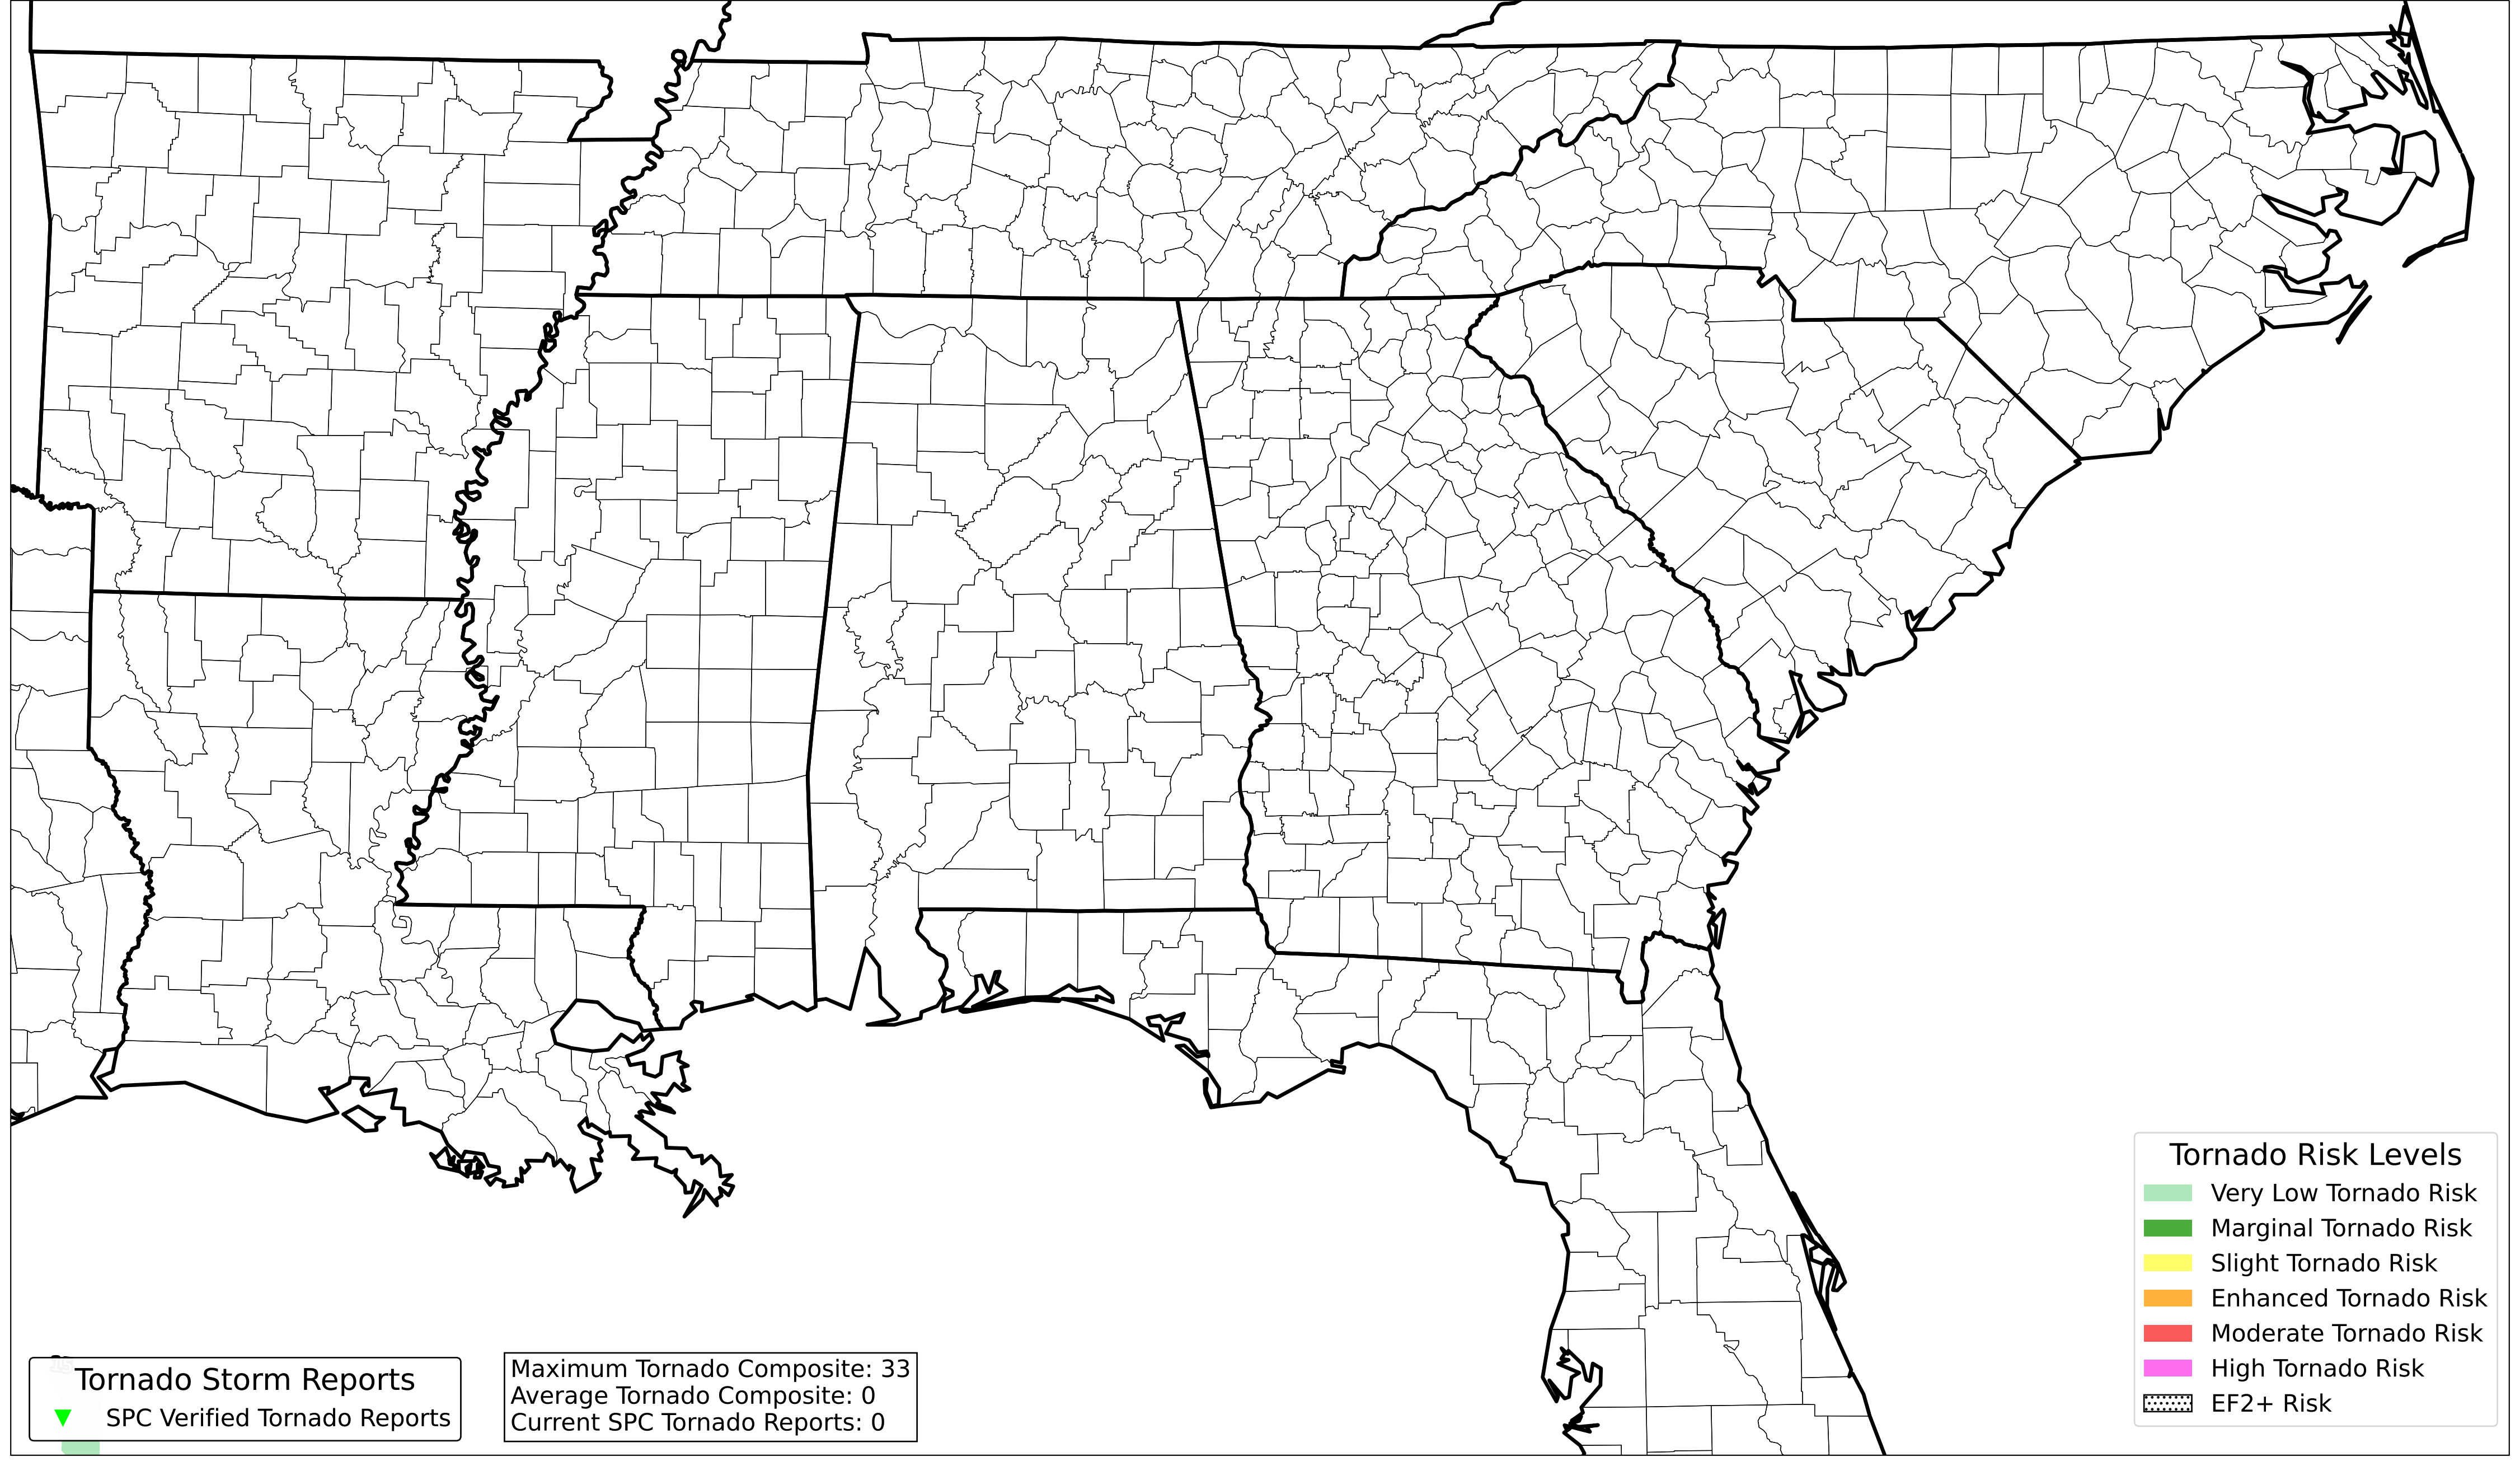 Tornado Risk Levels
Very Low Tornado Risk
Marginal Tornado Risk
Slight Tornado Risk
Enhanced Tornado Risk
Moderate Tornado Risk
High Tornado Risk
EF2+ Risk
Tornado Storm Reports
SPC Verified Tornado Reports
Maximum Tornado Composite: 33
Average Tornado Composite: 0
Current SPC Tornado Reports: 0